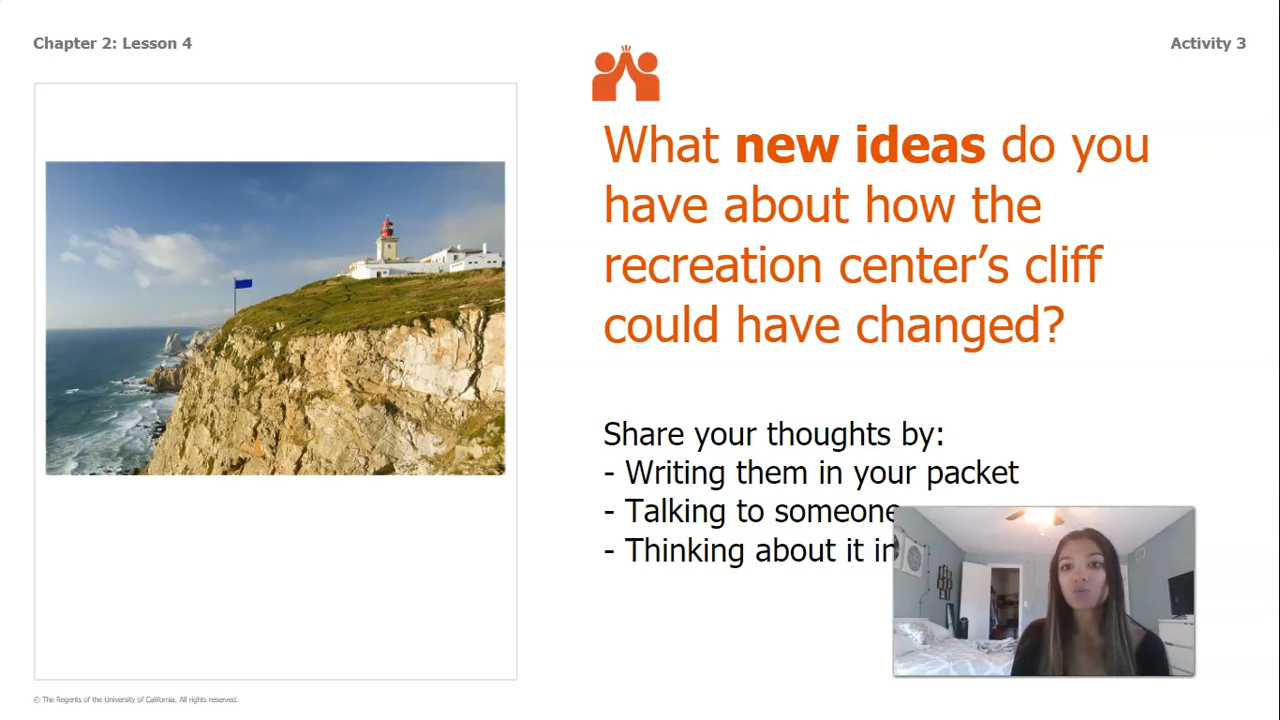 Chapter 2: Lesson 4
Activity 3
What new ideas do you
have about how the
recreation center’s cliff
could have changed?
Share your thoughts by:
- Writing them in your packet
- Talking to someone
- Thinking about it in
© The Regents of the University of California. All rights reserved.